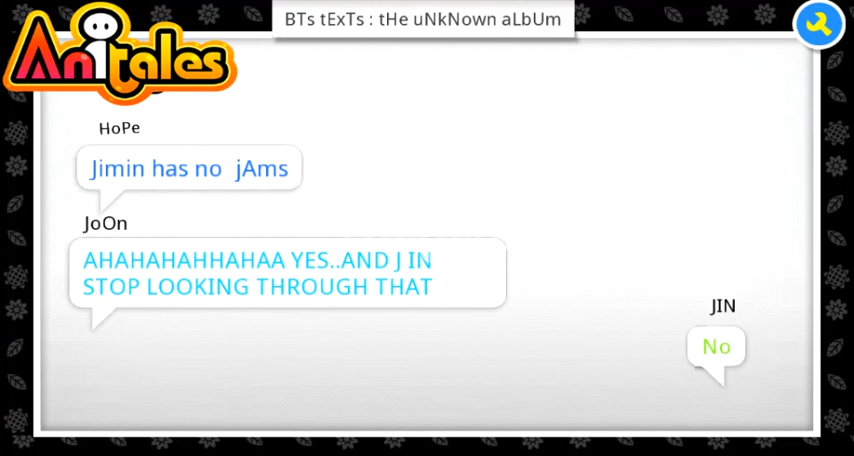 BTs tExTs : tHe uNkNown aLbUm
Anitales
HoPe
Jimin has no jAms
JoOn
AHAHAHAHHAHAA YES..AND J IN
STOP LOOKING THROUGH THAT
JIN
No